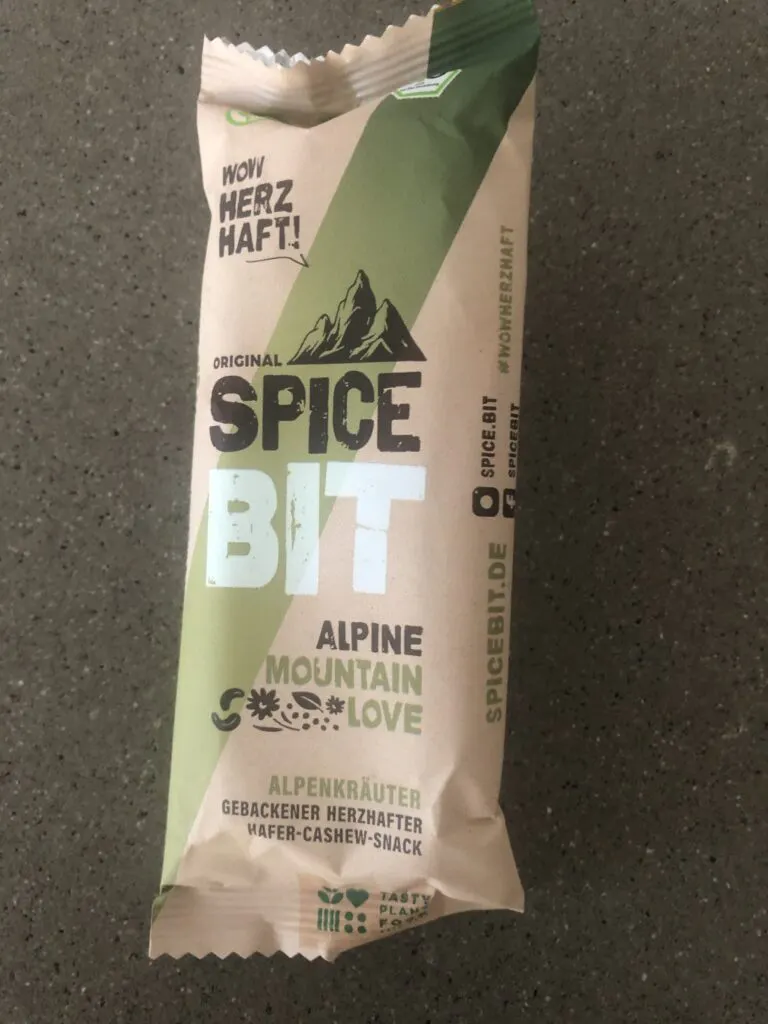 WOW
HERZ
HAFT!
ORIGINAL
SPICE
BIT
ALPINE
MOUNTAIN
LOVE
ALPENKRÄUTER
GEBACKENER HERZHAFTER
HAFER-CASHEW-SNACK
#WOWHERZHAFT
SPICE.BIT
SPICEBIT
SPICEBIT.DE
TASTY